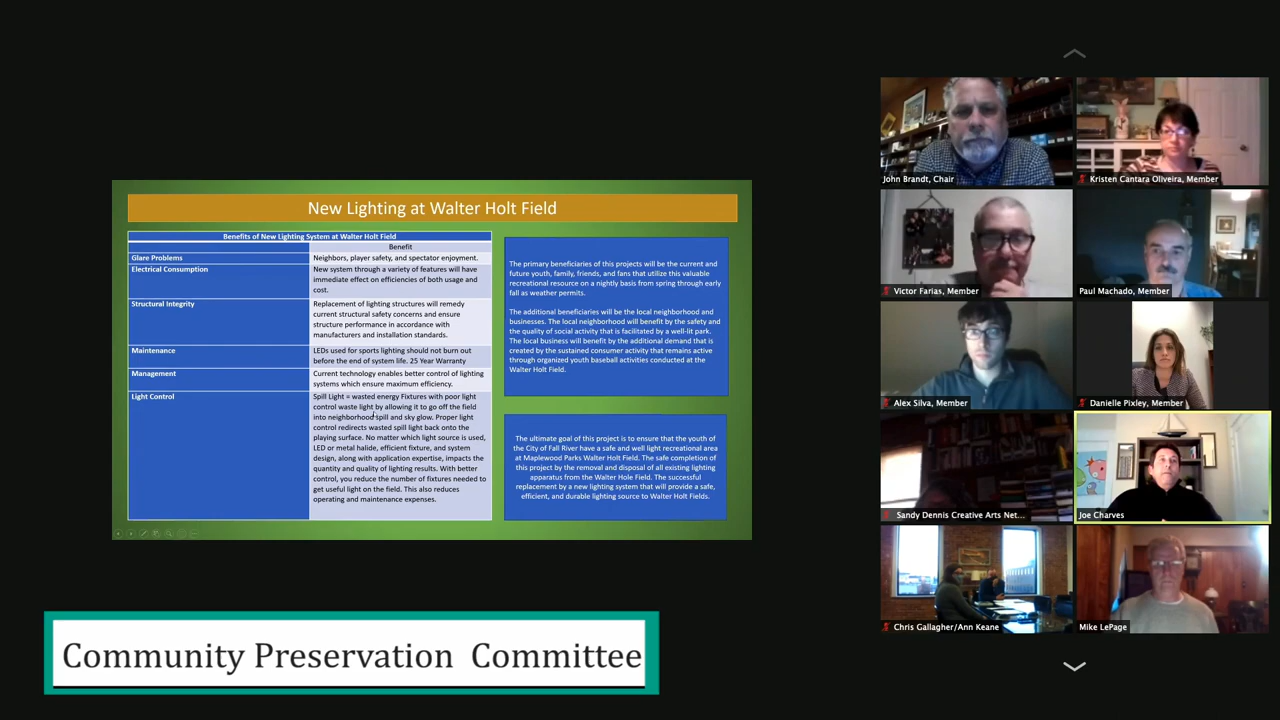 New Lighting at Walter Holt Field
Benefits of New Lighting System at Walter Holt Field
Benefit
Glare Problems
Neighbors, player safety, and spectator enjoyment.
Electrical Consumption
New system through a variety of features will have
immediate effect on efficiencies of both usage and
cost.
Structural Integrity
Replacement of lighting structures will remedy
current structural safety concerns and ensure
structure performance in accordance with
manufacturers and installation standards.
Maintenance
LEDs used for sports lighting should not burn out
before the end of system life. 25 Year Warranty
Management
Current technology enables better control of lighting
systems which ensure maximum efficiency.
Light Control
Spill Light = wasted energy Fixtures with poor light
control waste light by allowing it to go off the field
into neighborhood spill and sky glow. Proper light
control redirects wasted spill light back onto the
playing surface. No matter which light source is used,
LED or metal halide, efficient fixture, and system
design, along with application expertise, impacts the
quantity and quality of lighting results. With better
control, you reduce the number of fixtures needed to
get useful light on the field. This also reduces
operating and maintenance expenses.
The primary beneficiaries of this projects will be the current and
future youth, family, friends, and fans that utilize this valuable
recreational resource on a nightly basis from spring through early
fall as weather permits.
The additional beneficiaries will be the local neighborhood and
businesses. The local neighborhood will benefit by the safety and
the quality of social activity that is facilitated by a well-lit park.
The local business will benefit by the additional demand that is
created by the sustained consumer activity that remains active
through organized youth baseball activities conducted at the
Walter Holt Field.
The ultimate goal of this project is to ensure that the youth of
the City of Fall River have a safe and well light recreational area
at Maplewood Parks Walter Holt Field. The safe completion of
this project by the removal and disposal of all existing lighting
apparatus from the Walter Hole Field. The successful
replacement by a new lighting system that will provide a safe,
efficient, and durable lighting source to Walter Holt Fields.
John Brandt, Chair
Kristen Cantara Oliveira, Member
Victor Farias, Member
Paul Machado, Member
Alex Silva, Member
Danielle Pixley, Member
Sandy Dennis Creative Arts Net...
Joe Charves
Chris Gallagher/Ann Keane
Mike LePage
Community Preservation Committee